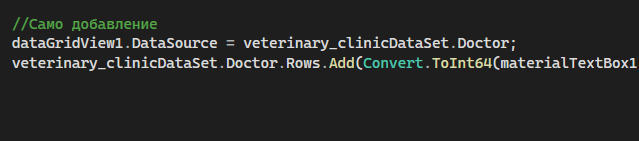 //Само добавление
dataGridView1.DataSource = veterinary_clinicDataSet.Doctor;
veterinary_clinicDataSet.Doctor.Rows.Add(Convert.ToInt64(materialTextBox1